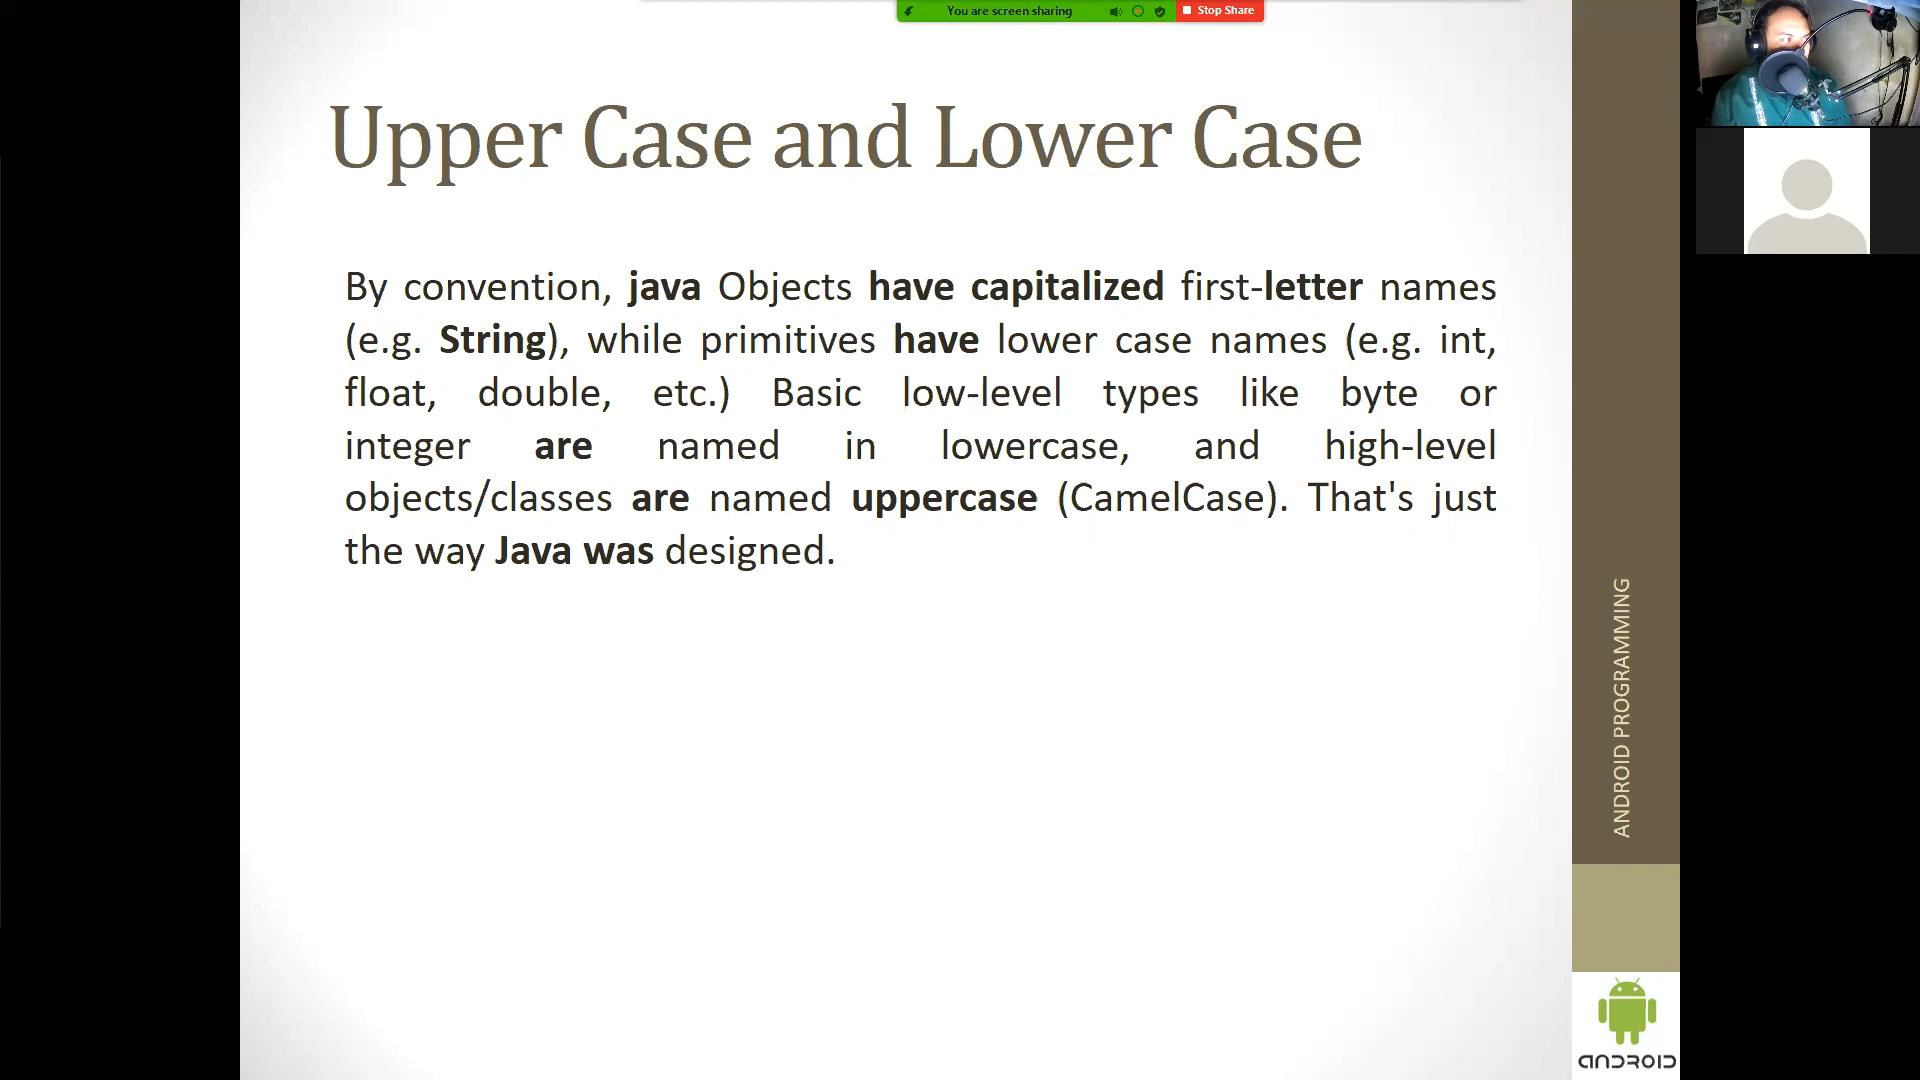 You are screen sharing
Stop Share
Upper Case and Lower Case
By convention, java Objects have capitalized first-letter names
(e.g. String), while primitives have lower case names (e.g. int,
float, double, etc.) Basic low-level types like byte or
integer are named in lowercase, and high-level
objects/classes are named uppercase (CamelCase). That's just
the way Java was designed.
ANDROID PROGRAMMING
ANDROID